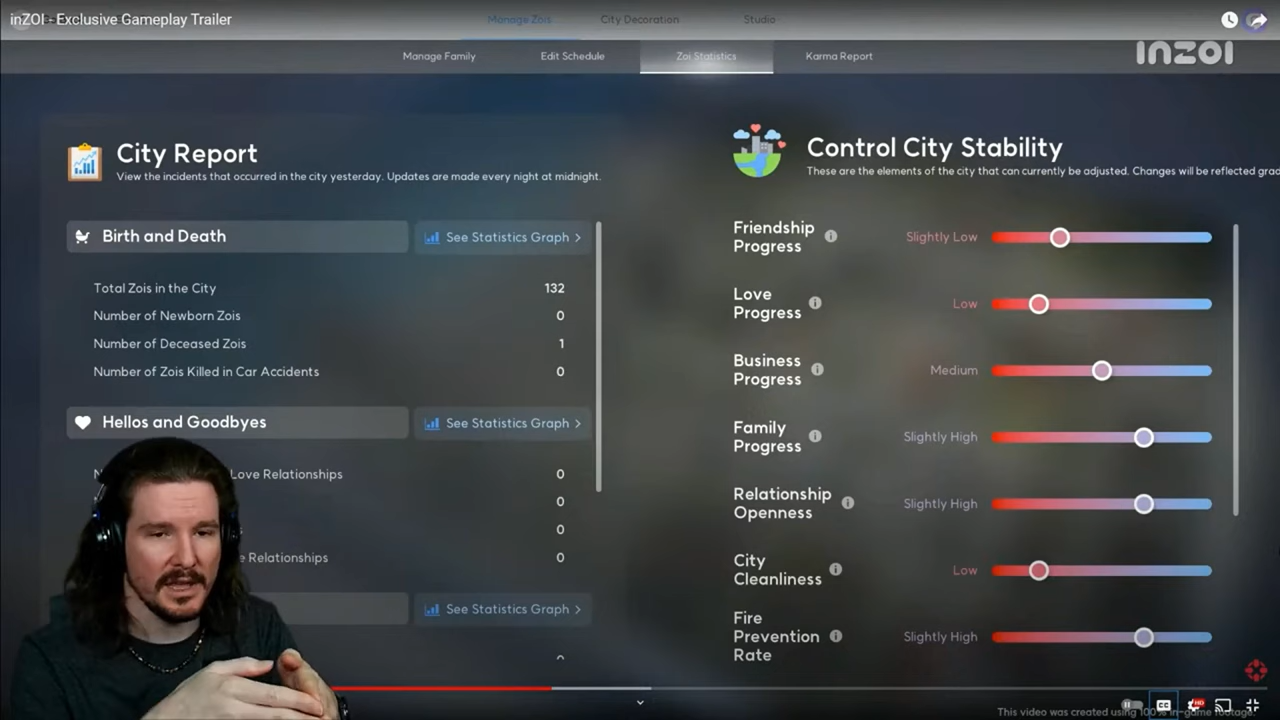 inZOI - Exclusive Gameplay Trailer
Manage Zois
City Decoration
Studio
Manage Family
Edit Schedule
Zoi Statistics
Karma Report
INZOI
City Report
View the incidents that occurred in the city yesterday. Updates are made every night at midnight.
Birth and Death
See Statistics Graph >
Total Zois in the City 132
Number of Newborn Zois 0
Number of Deceased Zois 1
Number of Zois Killed in Car Accidents 0
Hellos and Goodbyes
See Statistics Graph >
Love Relationships 0
0
0
Relationships 0
See Statistics Graph >
Control City Stability
These are the elements of the city that can currently be adjusted. Changes will be reflected
Friendship
Progress
Slightly Low
Love
Progress
Low
Business
Progress
Medium
Family
Progress
Slightly High
Relationship
Openness
Slightly High
City
Cleanliness
Low
Fire
Prevention
Rate
Slightly High
CC
HD
This video was created using 100% in-game footage.